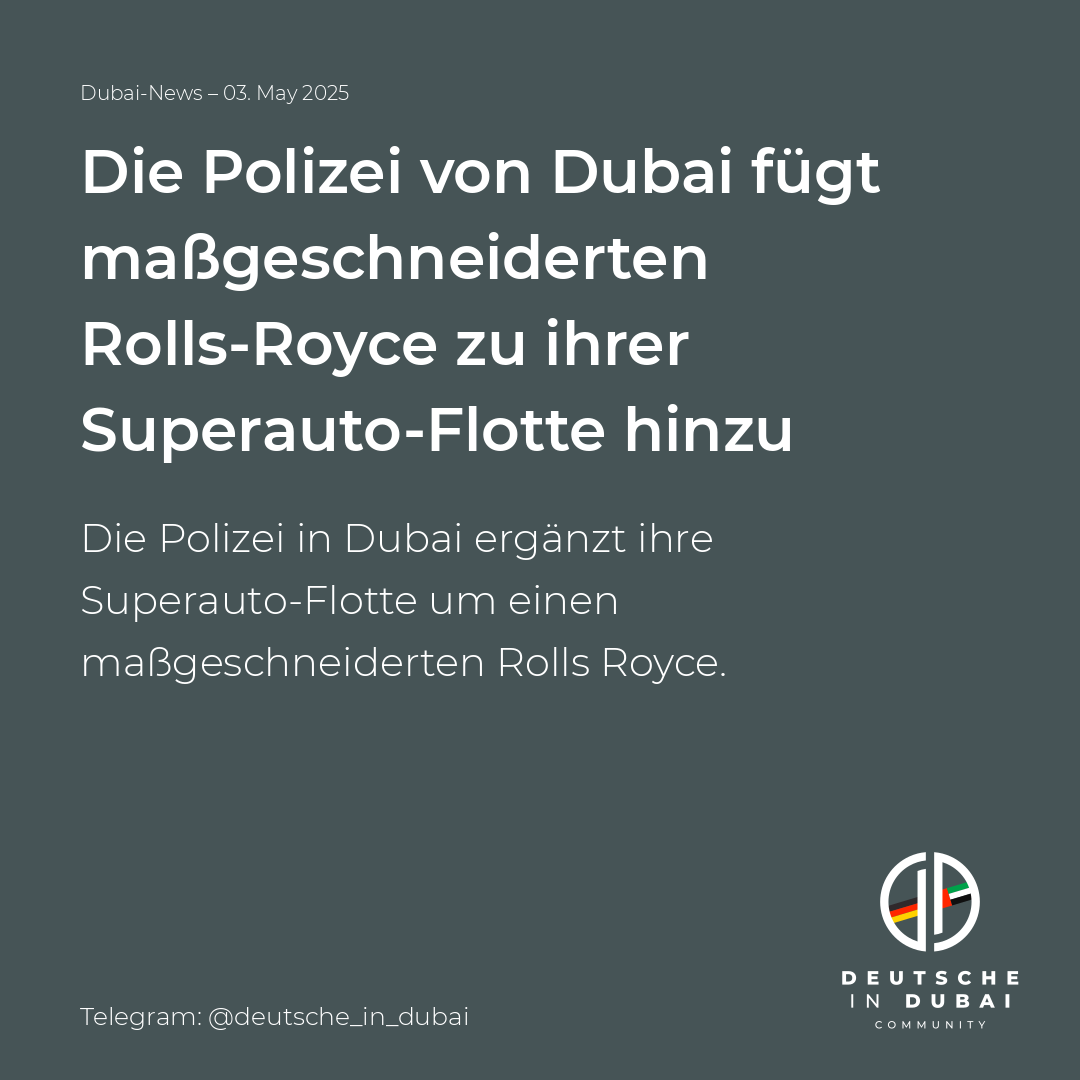 Dubai-News – 03. May 2025
Die Polizei von Dubai fügt
maßgeschneiderten
Rolls-Royce zu ihrer
Superauto-Flotte hinzu
Die Polizei in Dubai ergänzt ihre
Superauto-Flotte um einen
maßgeschneiderten Rolls Royce.
DEUTSCHE
IN DUBAI
COMMUNITY
Telegram: @deutsche_in_dubai